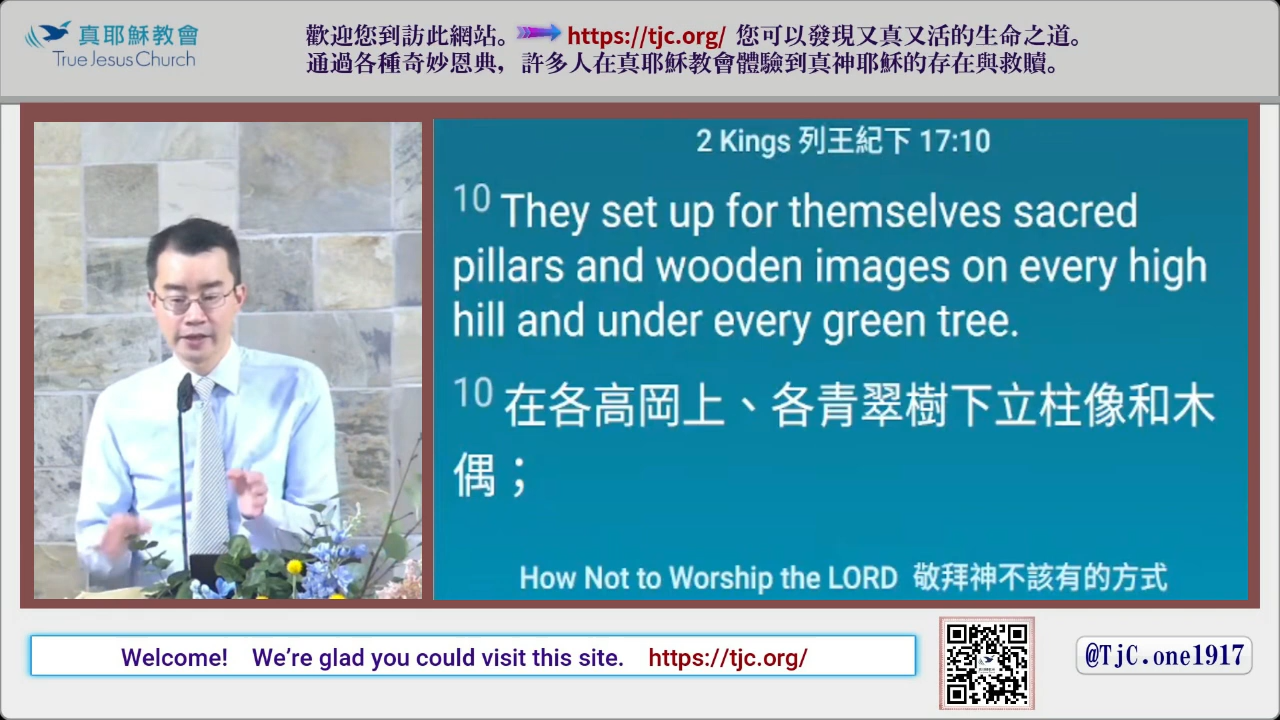 真耶穌教會
True Jesus Church
歡迎您到訪此網站。 https://tjc.org/ 您可以發現又真又活的生命之道。
通過各種奇妙恩典，許多人在真耶穌教會體驗到真神耶穌的存在與救贖。
2 Kings 列王紀下 17:10
10 They set up for themselves sacred
pillars and wooden images on every high
hill and under every green tree.
10 在各高岡上、各青翠樹下立柱像和木
偶；
How Not to Worship the LORD 敬拜神不該有的方式
Welcome! We’re glad you could visit this site. https://tjc.org/
@TjC.one1917